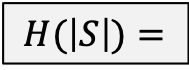 H(|S|) =